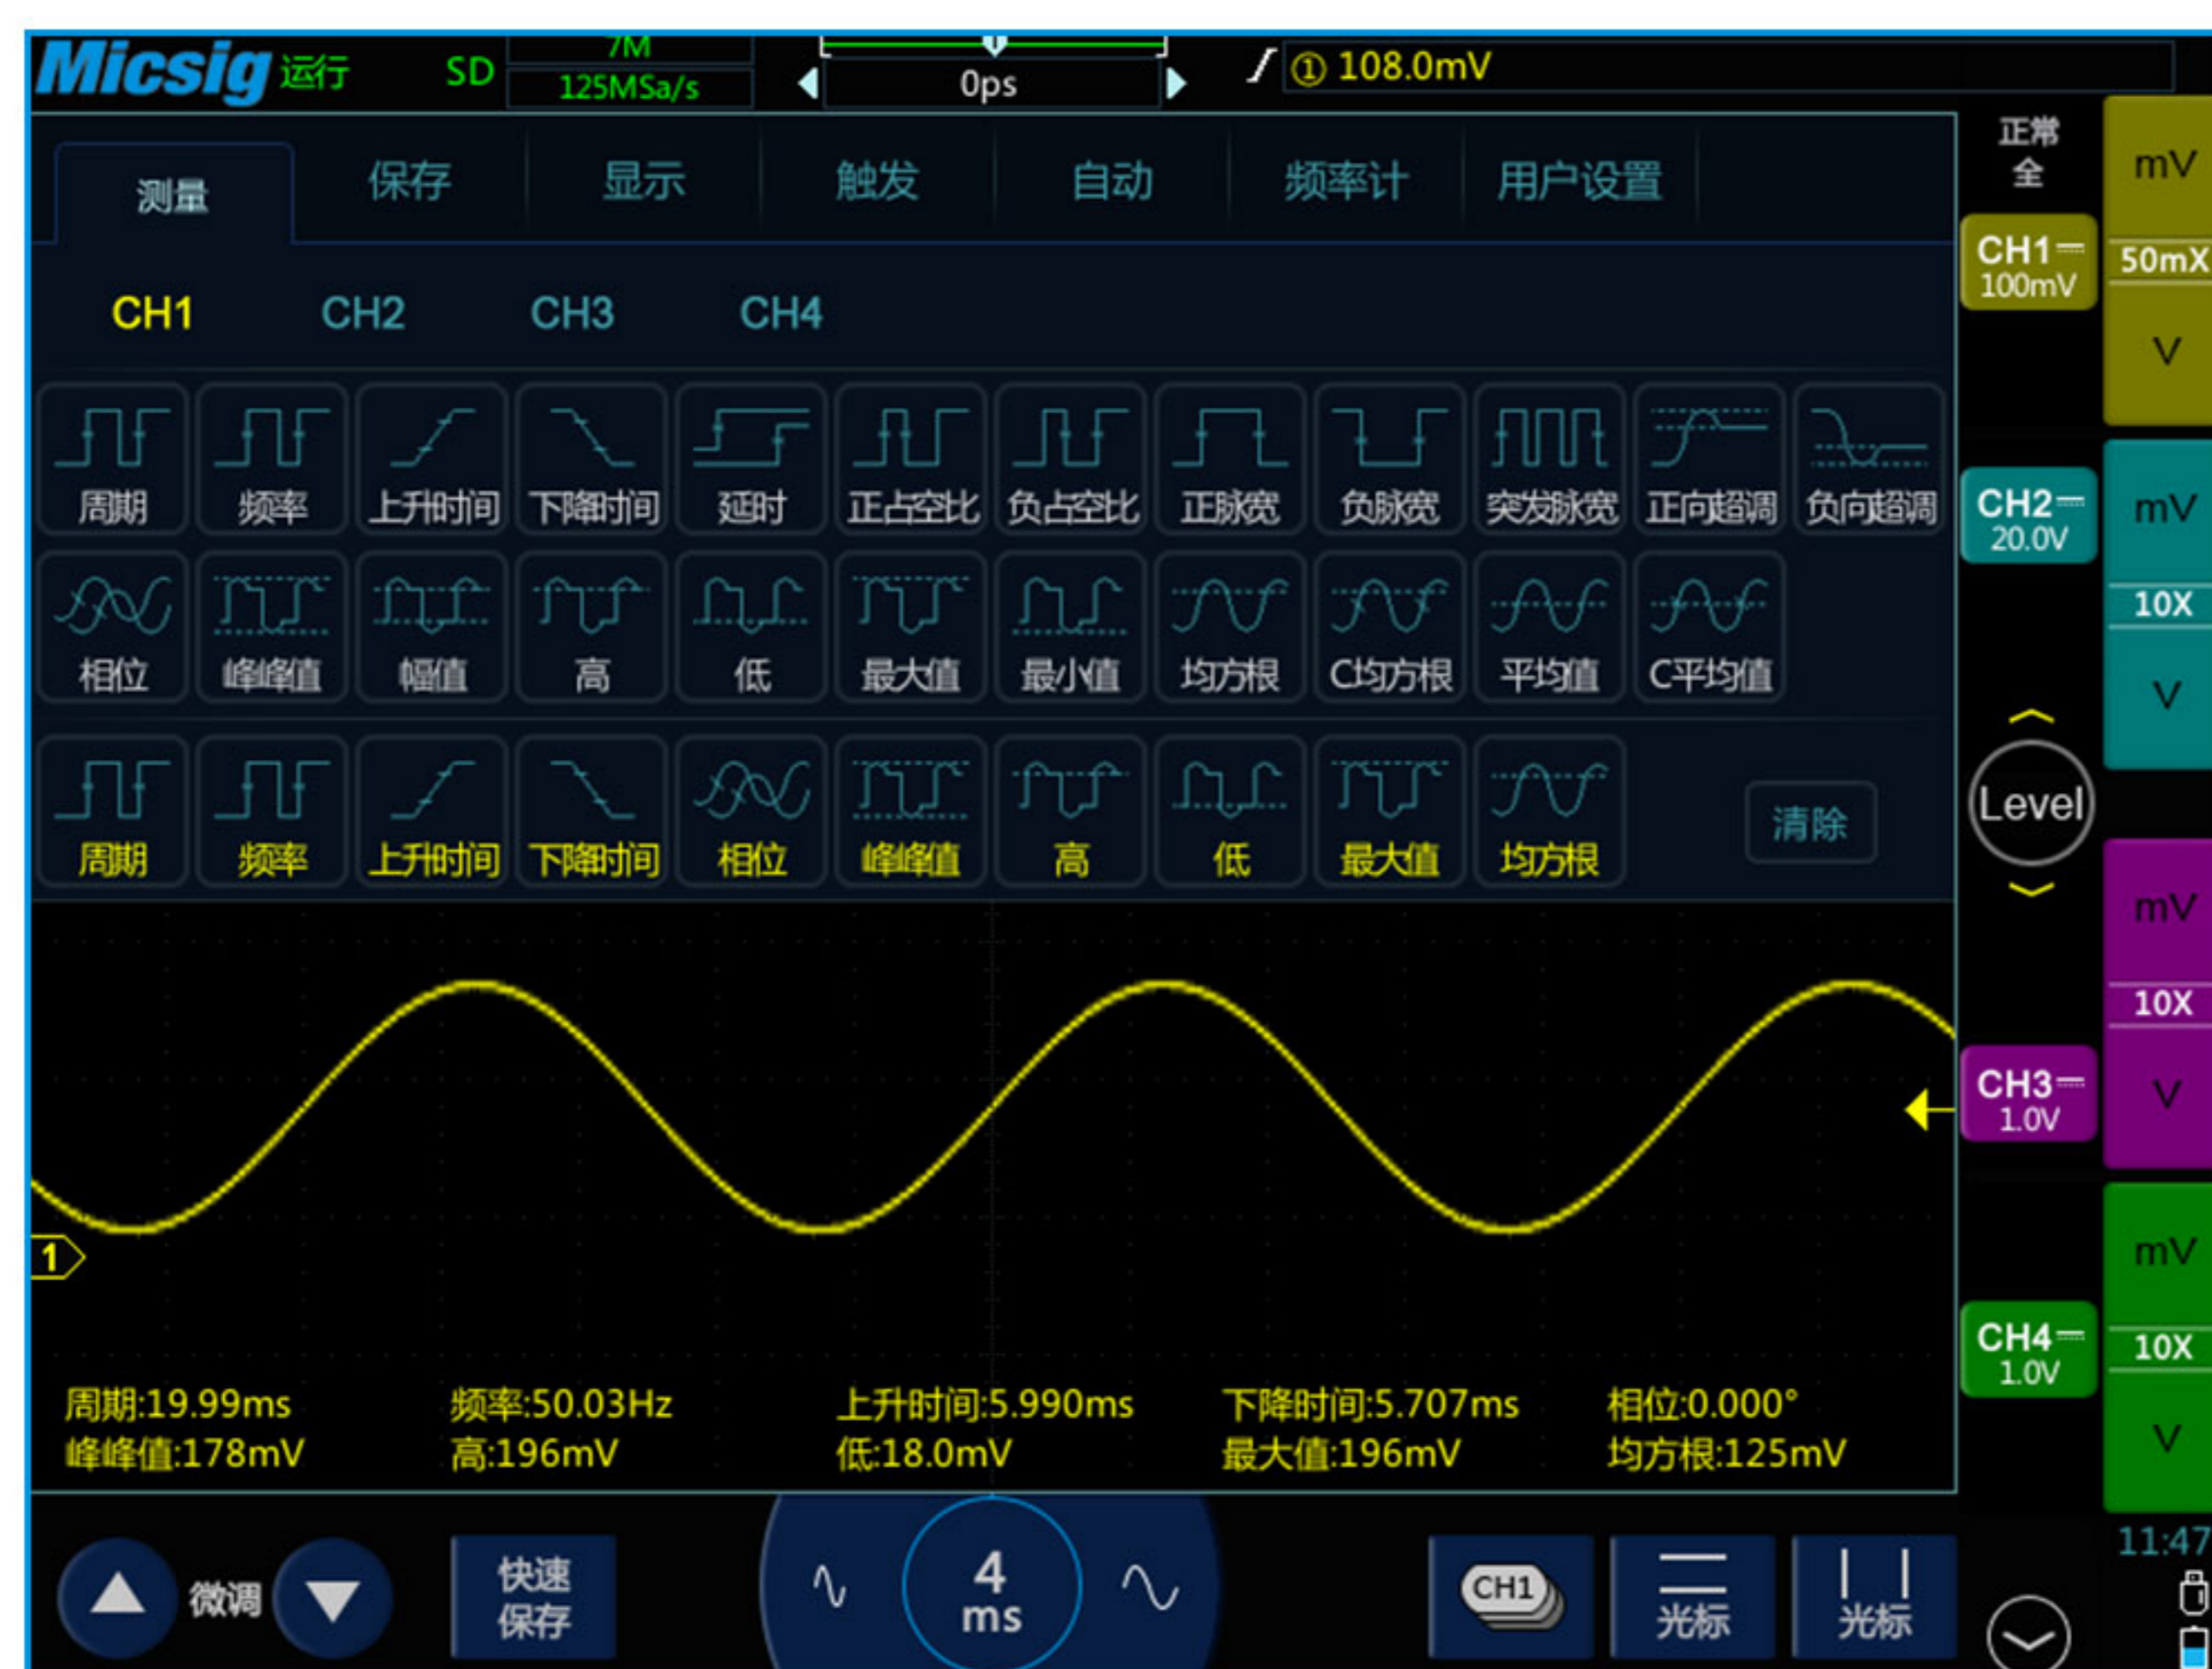 Micsig 运行 SD 7M 125MSa/s 0ps ① 108.0mV
测量 保存 显示 触发 自动 频率计 用户设置
正常
全
CH1 CH2 CH3 CH4
周期 频率 上升时间 下降时间 延时 正占空比 负占空比 正脉宽 负脉宽 突发脉宽 正向超调 负向超调
相位 峰峰值 幅值 高 低 最大值 最小值 均方根 C均方根 平均值 C平均值
周期 频率 上升时间 下降时间 相位 峰峰值 高 低 最大值 均方根 清除
1
周期:19.99ms 频率:50.03Hz 上升时间:5.990ms 下降时间:5.707ms 相位:0.000°
峰峰值:178mV 高:196mV 低:18.0mV 最大值:196mV 均方根:125mV
微调
快速
保存
4
ms
CH1
光标
光标
CH1
100mV
mV
50mX
V
CH2
20.0V
mV
10X
V
Level
CH3
1.0V
mV
10X
V
CH4
1.0V
mV
10X
V
11:47